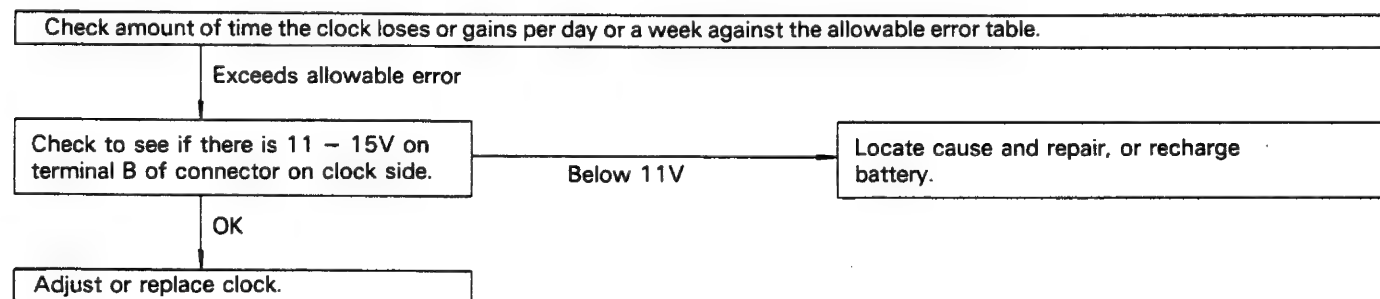 Check amount of time the clock loses or gains per day or a week against the allowable error table.
Exceeds allowable error
Check to see if there is 11 – 15V on
terminal B of connector on clock side.
Below 11V
Locate cause and repair, or recharge
battery.
OK
Adjust or replace clock.